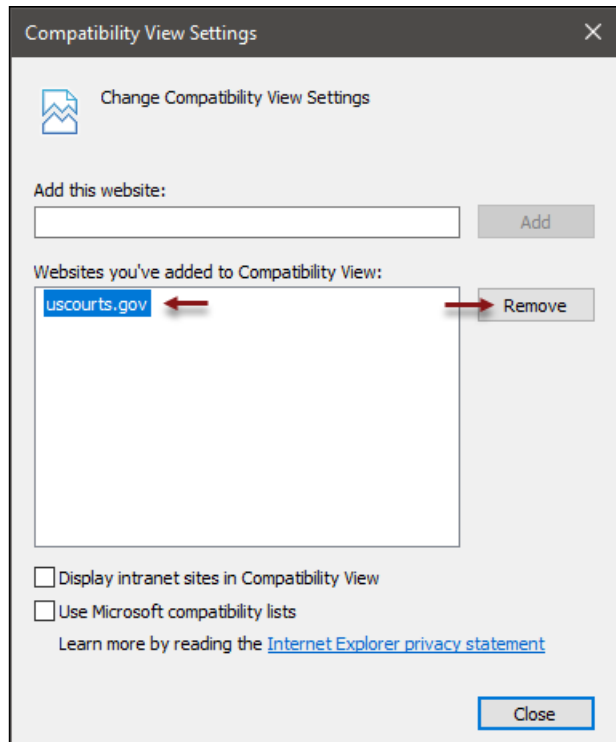 Compatibility View Settings
Change Compatibility View Settings
Add this website:
Add
Websites you've added to Compatibility View:
uscourts.gov
Remove
Display intranet sites in Compatibility View
Use Microsoft compatibility lists
Learn more by reading the Internet Explorer privacy statement
Close